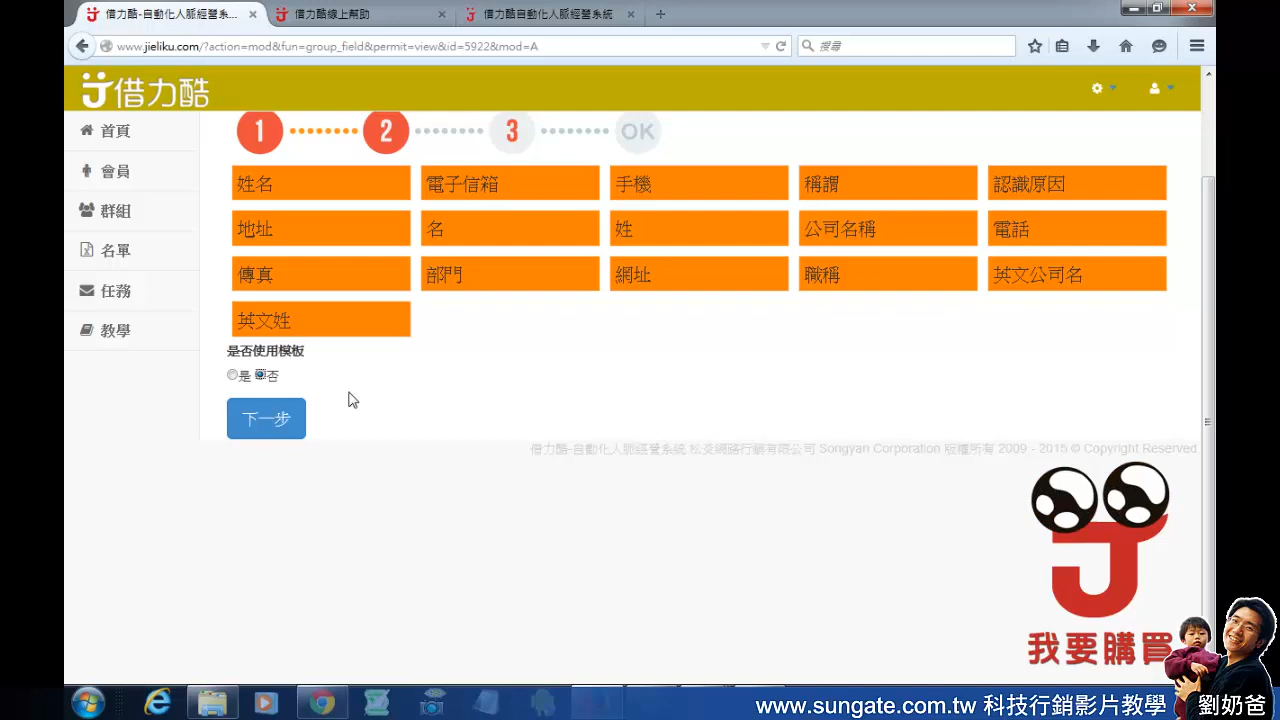 借力酷-自動化人脈經營系...
借力酷線上幫助
借力酷自動化人脈經營系統
www.jieliku.com/?action=mod&fun=group_field&permit=view&id=5922&mod=A
搜尋
借力酷
首頁
會員
群組
名單
任務
教學
1 2 3 OK
姓名 電子信箱 手機 稱謂 認識原因
地址 名 姓 公司名稱 電話
傳真 部門 網址 職稱 英文公司名
英文姓
是否使用模板
是 否
下一步
借力酷-自動化人脈經營系統 松炎網路行銷有限公司 Songyan Corporation 版權所有 2009 - 2015 © Copyright Reserved.
我要購買
www.sungate.com.tw 科技行銷影片教學
劉奶爸